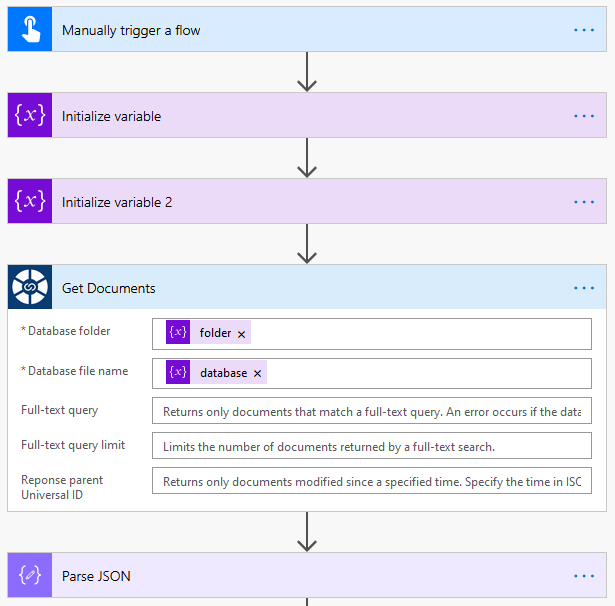 Manually trigger a flow
{x} Initialize variable
{x} Initialize variable 2
Get Documents
* Database folder
{x} folder x
* Database file name
{x} database x
Full-text query
Returns only documents that match a full-text query. An error occurs if the data
Full-text query limit
Limits the number of documents returned by a full-text search.
Reponse parent
Universal ID
Returns only documents modified since a specified time. Specify the time in ISO
Parse JSON